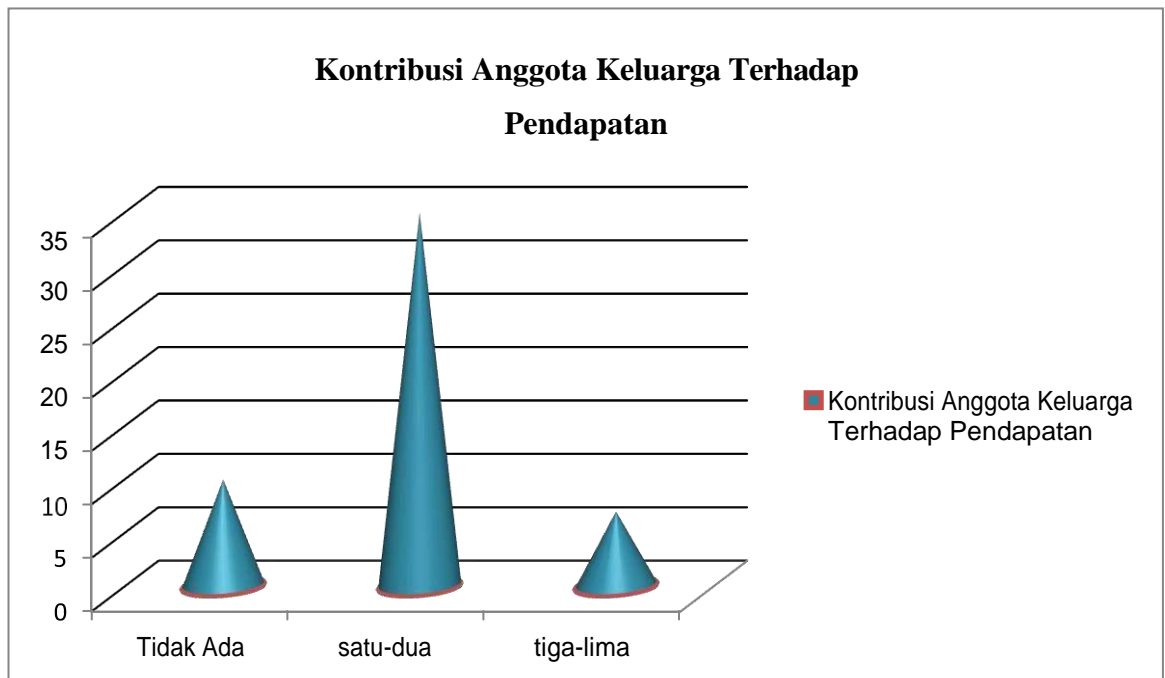 Kontribusi Anggota Keluarga Terhadap
Pendapatan
35
30
25
20
15
10
5
0
Tidak Ada
satu-dua
tiga-lima
Kontribusi Anggota Keluarga
Terhadap Pendapatan